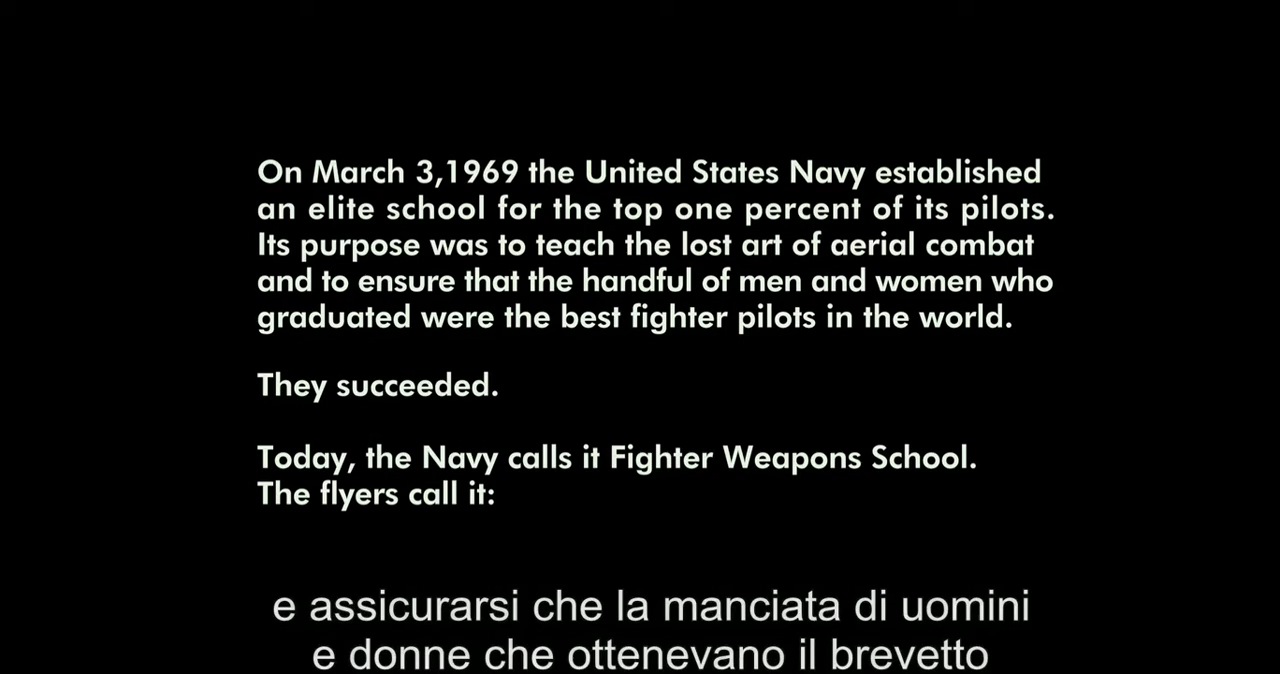 On March 3,1969 the United States Navy established
an elite school for the top one percent of its pilots.
Its purpose was to teach the lost art of aerial combat
and to ensure that the handful of men and women who
graduated were the best fighter pilots in the world.
They succeeded.
Today, the Navy calls it Fighter Weapons School.
The flyers call it:
e assicurarsi che la manciata di uomini
e donne che ottenevano il brevetto